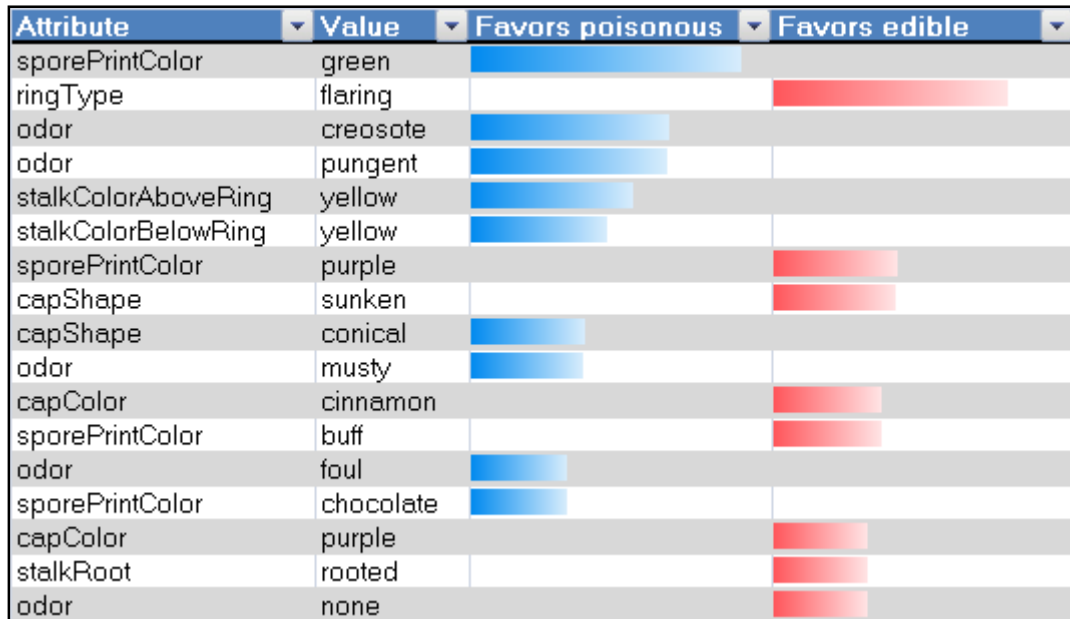 Attribute Value Favors poisonous Favors edible
sporePrintColor green
ringType flaring
odor creosote
odor pungent
stalkColorAboveRing yellow
stalkColorBelowRing yellow
sporePrintColor purple
capShape sunken
capShape conical
odor musty
capColor cinnamon
sporePrintColor buff
odor foul
sporePrintColor chocolate
capColor purple
stalkRoot rooted
odor none